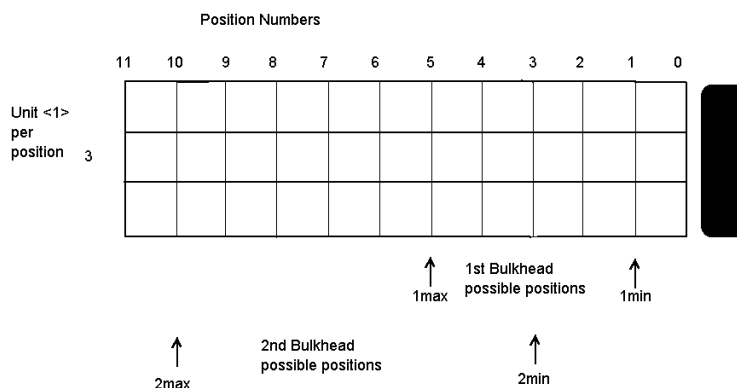 Position Numbers
11 10 9 8 7 6 5 4 3 2 1 0
Unit <1>
per
position 3
1st Bulkhead
possible positions
1max
1min
2nd Bulkhead
possible positions
2max
2min